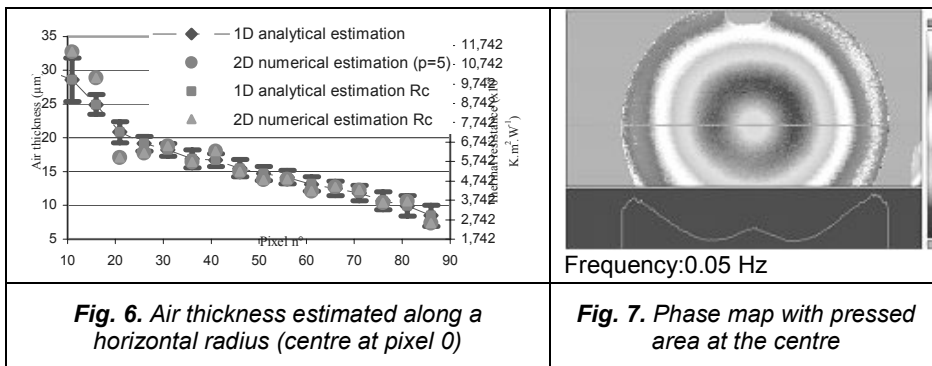 35
30
25
20
15
10
5
Air thickness (µm)
1D analytical estimation
2D numerical estimation (p=5)
1D analytical estimation Rc
2D numerical estimation Rc
11,742
10,742
9,742
8,742
7,742
6,742
5,742
4,742
3,742
2,742
1,742
K.m².W⁻¹)
Pixel n°
10 20 30 40 50 60 70 80 90
Frequency:0.05 Hz
Fig. 6. Air thickness estimated along a
horizontal radius (centre at pixel 0)
Fig. 7. Phase map with pressed
area at the centre